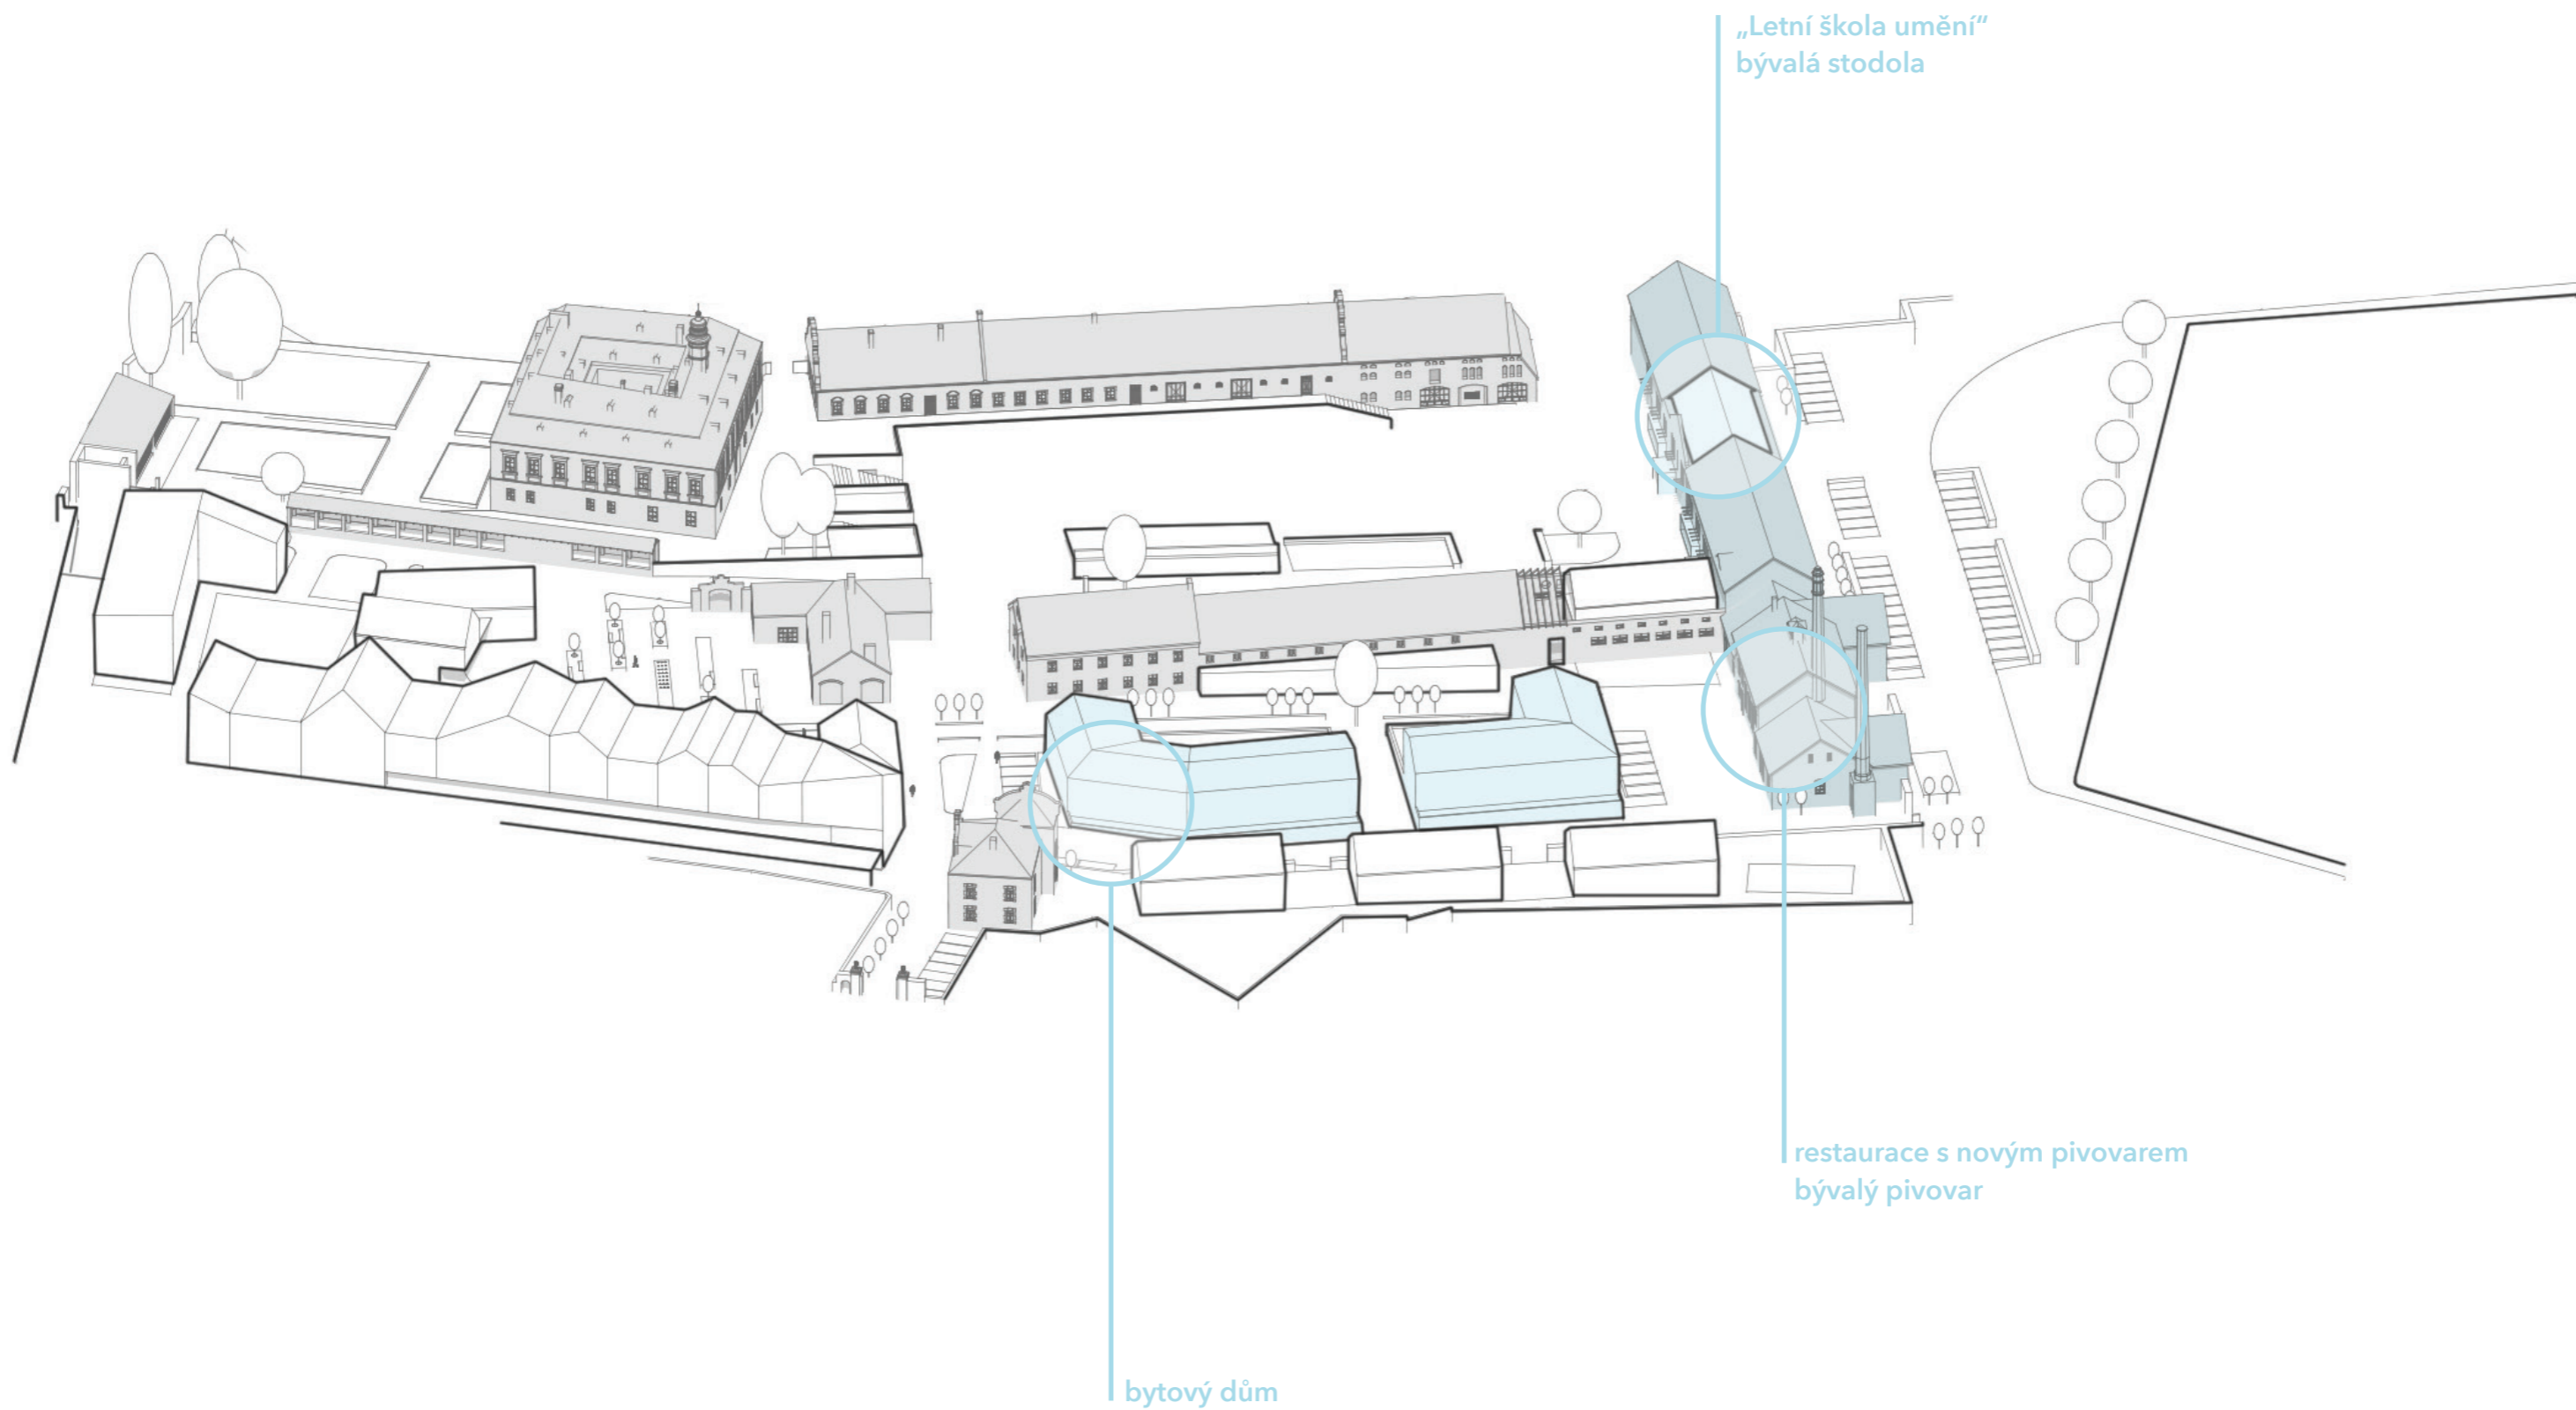 „Letní škola umění“
bývalá stodola
restaurace s novým pivovarem
bývalý pivovar
bytový dům